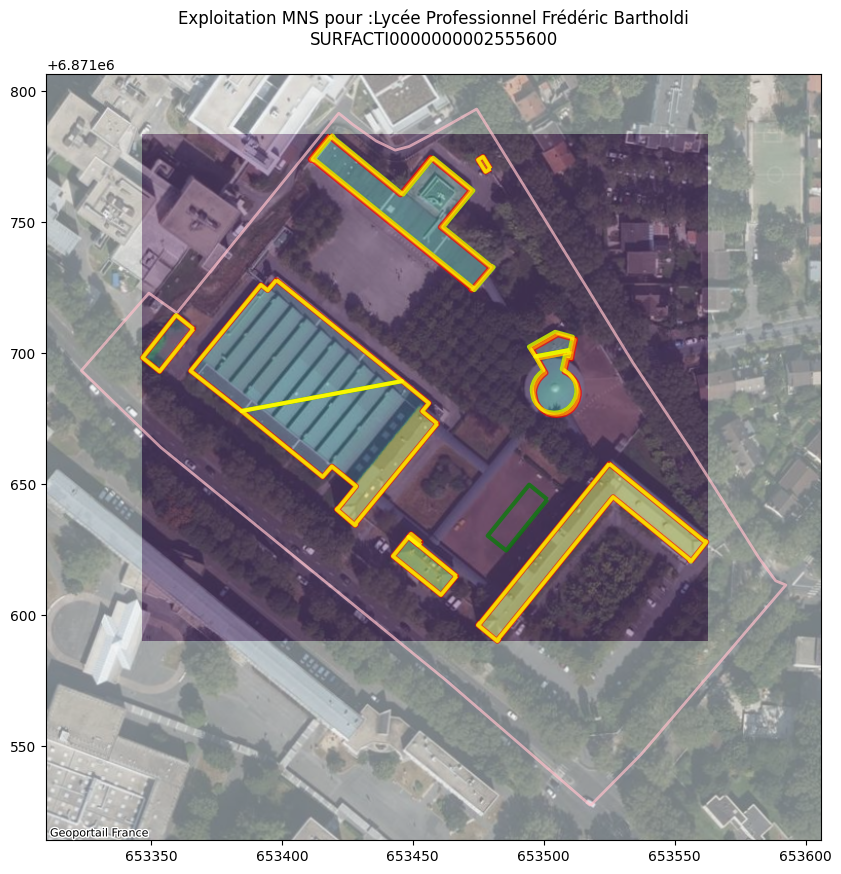 Exploitation MNS pour :Lycée Professionnel Frédéric Bartholdi
SURFACTI0000000002555600
+6.871e6
800
750
700
650
600
550
Geoportail France
653350 653400 653450 653500 653550 653600